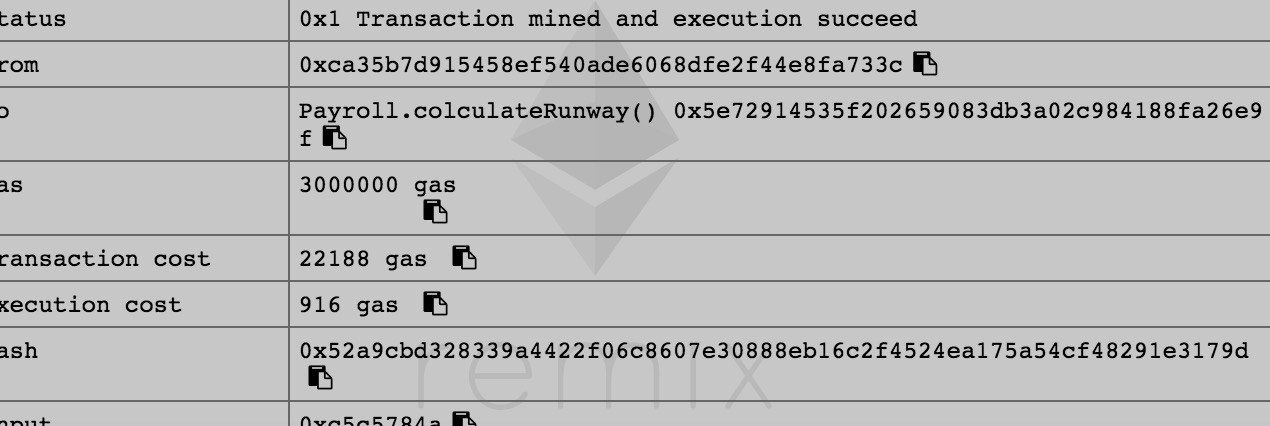 tatus 0x1 Transaction mined and execution succeed
rom 0xca35b7d915458ef540ade6068dfe2f44e8fa733c
o Payroll.colculateRunway() 0x5e72914535f202659083db3a02c984188fa26e9
f
as 3000000 gas
ransaction cost 22188 gas
xecution cost 916 gas
ash 0x52a9cbd328339a4422f06c8607e30888eb16c2f4524ea175a54cf48291e3179d
remix
nput 0xc5c5784a